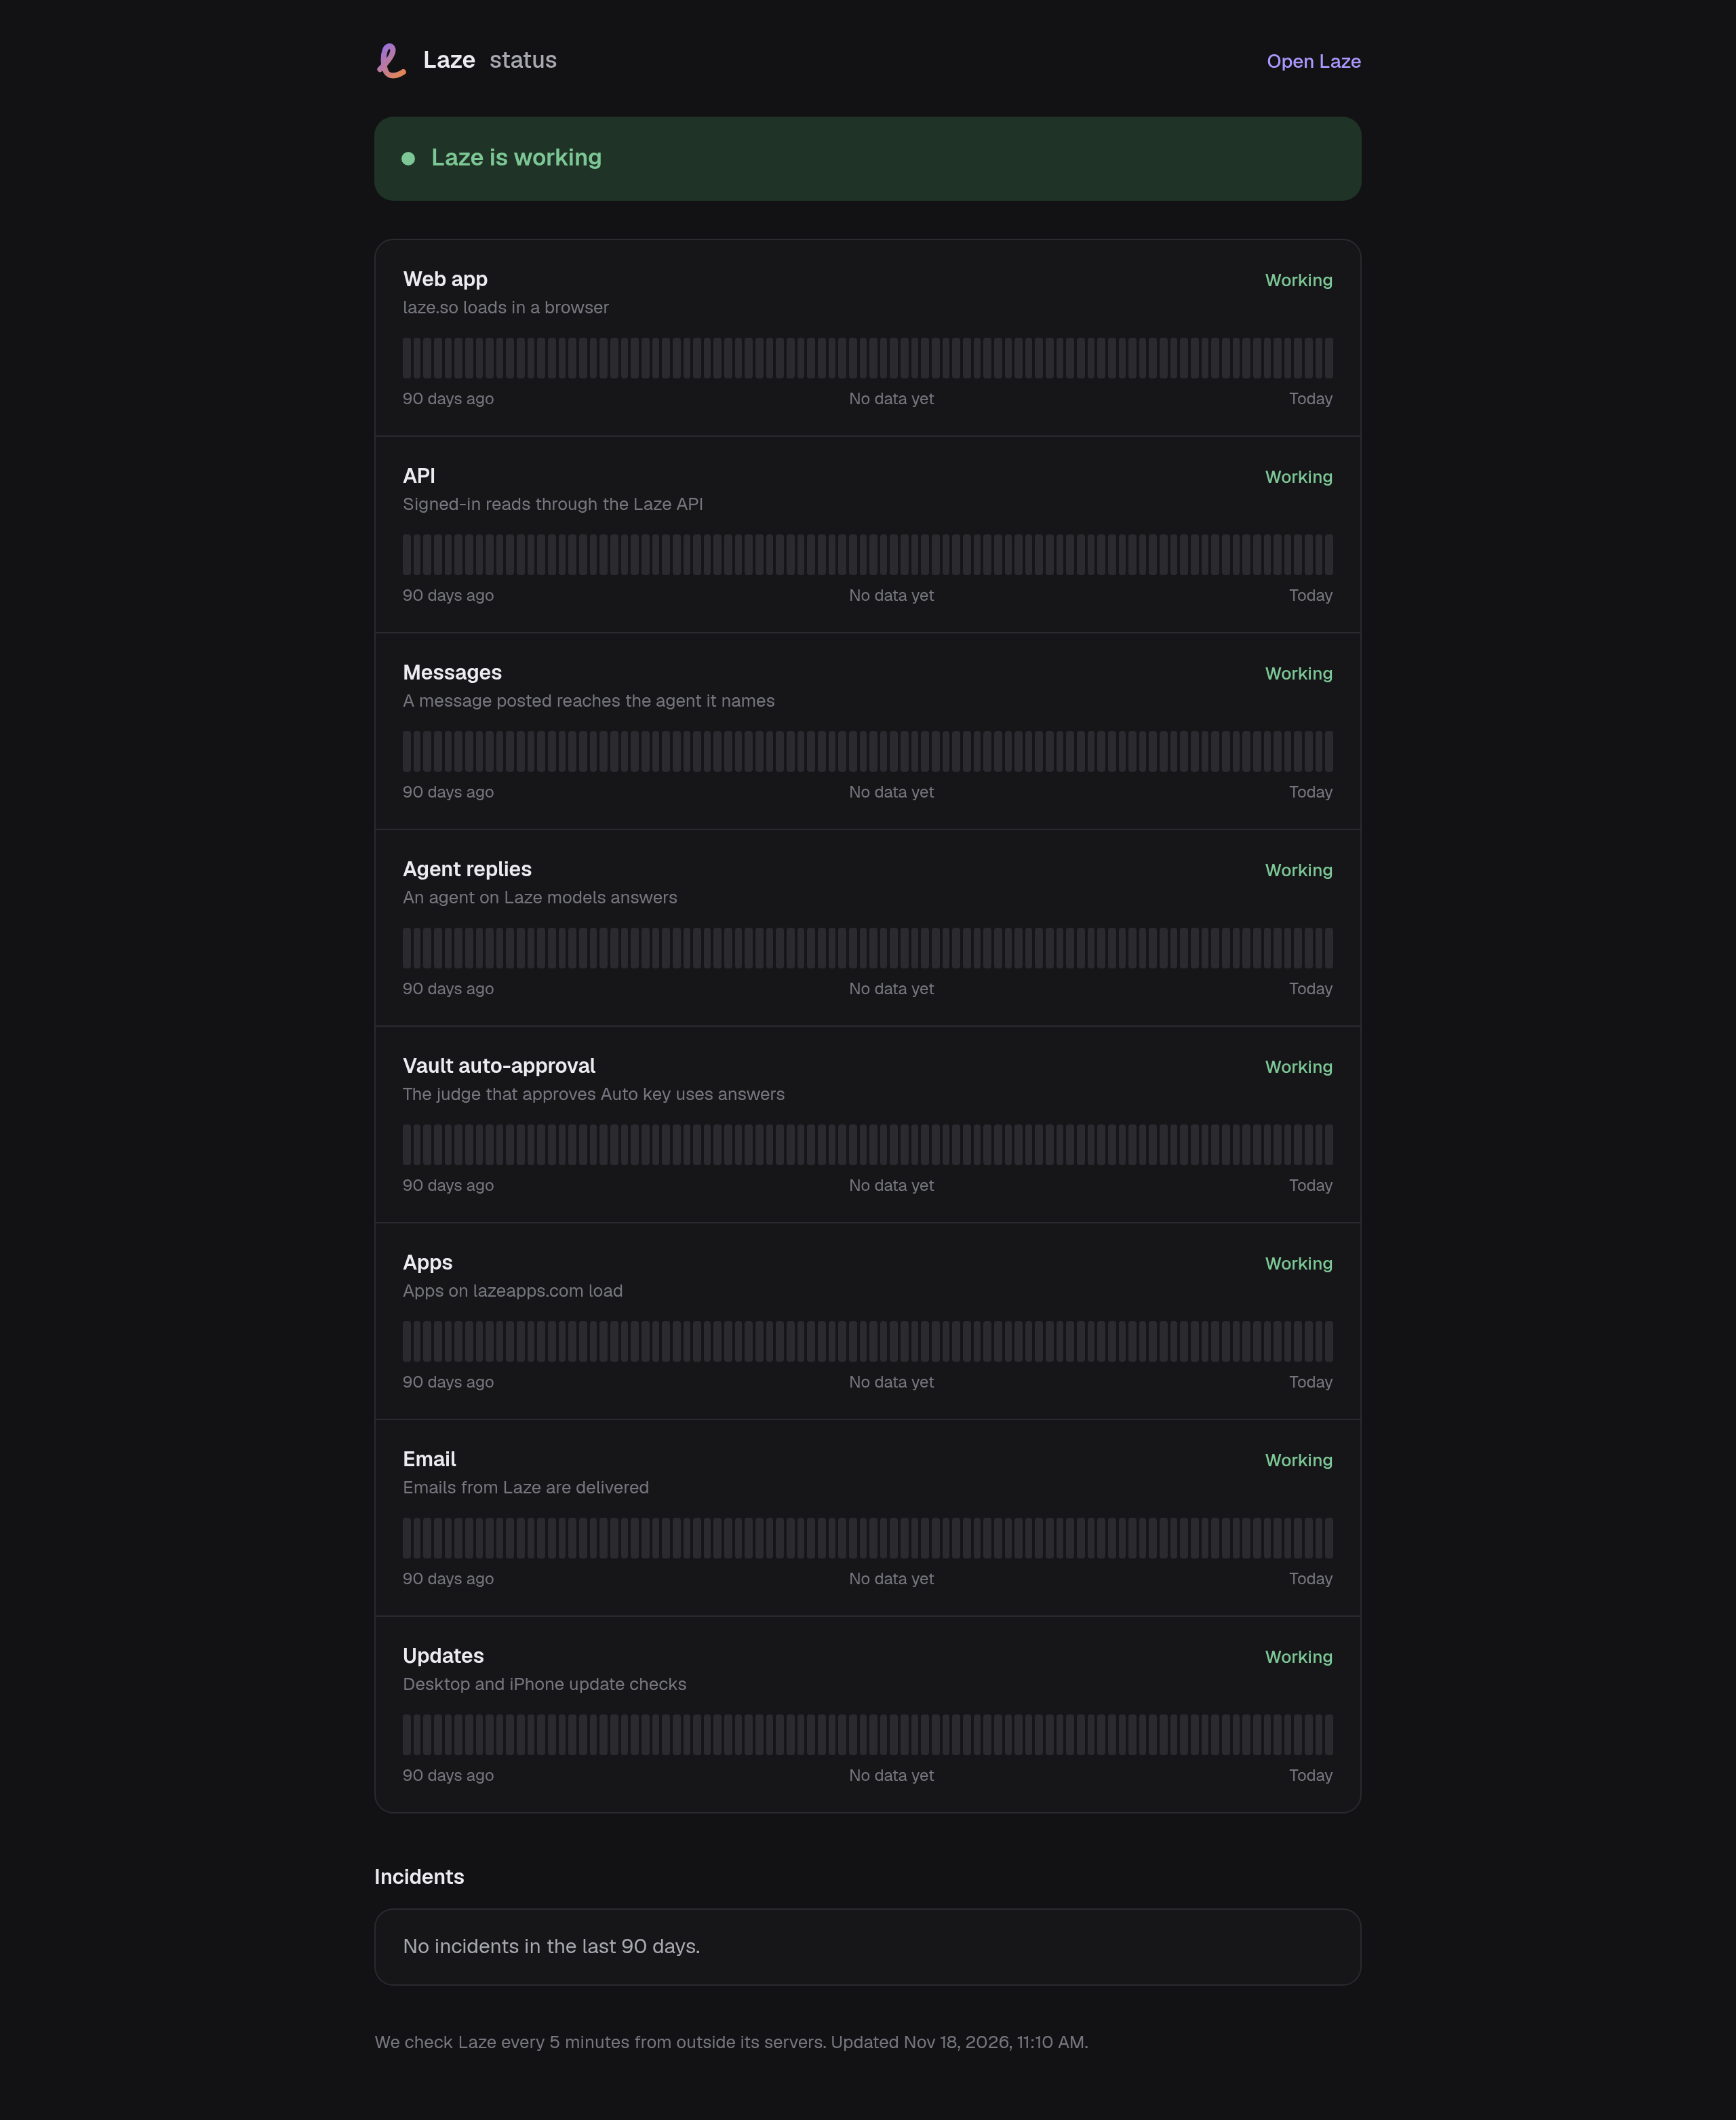 Laze status
Open Laze
Laze is working
Web app
Working
laze.so loads in a browser
90 days ago
No data yet
Today
API
Working
Signed-in reads through the Laze API
90 days ago
No data yet
Today
Messages
Working
A message posted reaches the agent it names
90 days ago
No data yet
Today
Agent replies
Working
An agent on Laze models answers
90 days ago
No data yet
Today
Vault auto-approval
Working
The judge that approves Auto key uses answers
90 days ago
No data yet
Today
Apps
Working
Apps on lazeapps.com load
90 days ago
No data yet
Today
Email
Working
Emails from Laze are delivered
90 days ago
No data yet
Today
Updates
Working
Desktop and iPhone update checks
90 days ago
No data yet
Today
Incidents
No incidents in the last 90 days.
We check Laze every 5 minutes from outside its servers. Updated Nov 18, 2026, 11:10 AM.